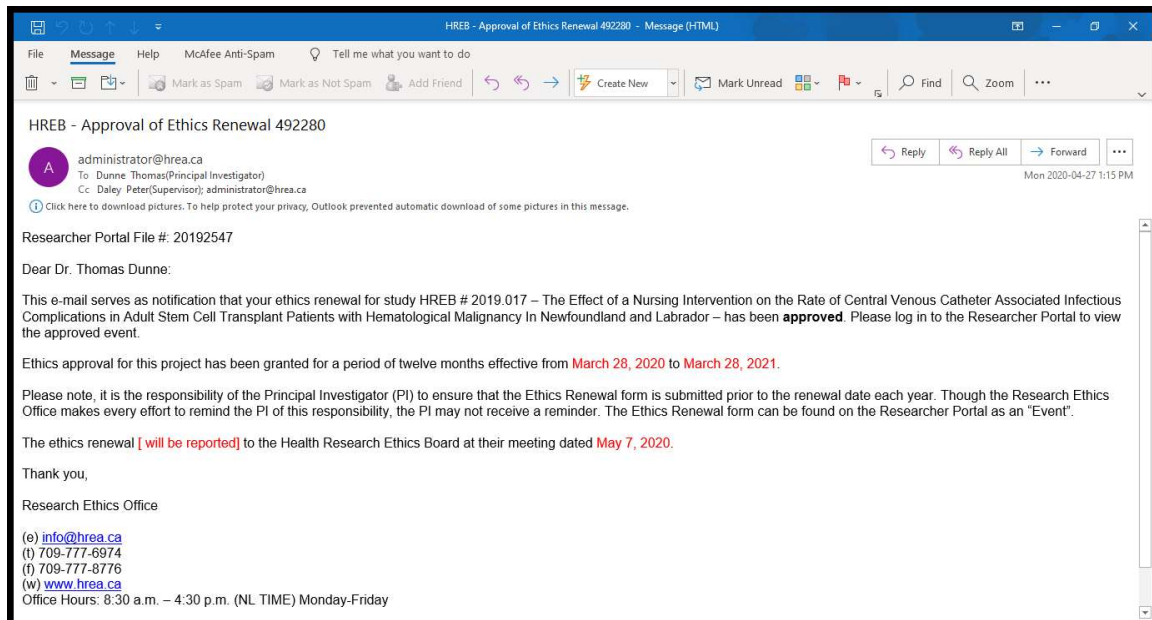 HREB - Approval of Ethics Renewal 492280 - Message (HTML)
File Message Help McAfee Anti-Spam Tell me what you want to do
Mark as Spam Mark as Not Spam Add Friend Create New Mark Unread Find Zoom
HREB - Approval of Ethics Renewal 492280
Reply Reply All Forward
A
administrator@hrea.ca
To Dunne Thomas(Principal Investigator)
Mon 2020-04-27 1:15 PM
Cc Daley Peter(Supervisor); administrator@hrea.ca
Click here to download pictures. To help protect your privacy, Outlook prevented automatic download of some pictures in this message.
Researcher Portal File #: 20192547
Dear Dr. Thomas Dunne:
This e-mail serves as notification that your ethics renewal for study HREB # 2019.017 – The Effect of a Nursing Intervention on the Rate of Central Venous Catheter Associated Infectious
Complications in Adult Stem Cell Transplant Patients with Hematological Malignancy In Newfoundland and Labrador – has been approved. Please log in to the Researcher Portal to view
the approved event.
Ethics approval for this project has been granted for a period of twelve months effective from March 28, 2020 to March 28, 2021.
Please note, it is the responsibility of the Principal Investigator (PI) to ensure that the Ethics Renewal form is submitted prior to the renewal date each year. Though the Research Ethics
Office makes every effort to remind the PI of this responsibility, the PI may not receive a reminder. The Ethics Renewal form can be found on the Researcher Portal as an “Event”.
The ethics renewal [ will be reported] to the Health Research Ethics Board at their meeting dated May 7, 2020.
Thank you,
Research Ethics Office
(e) info@hrea.ca
(t) 709-777-6974
(f) 709-777-8776
(w) www.hrea.ca
Office Hours: 8:30 a.m. – 4:30 p.m. (NL TIME) Monday-Friday